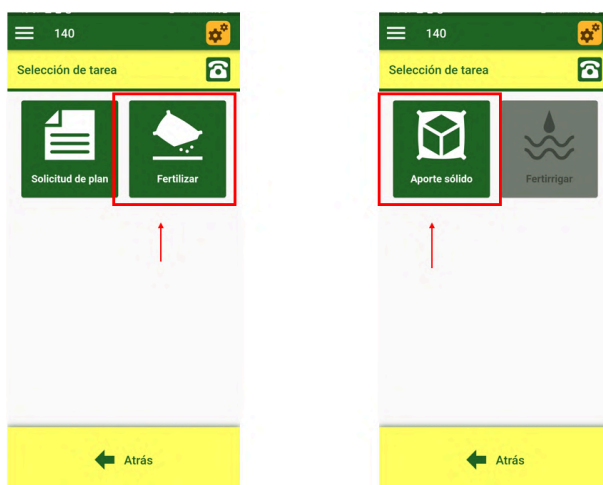 140
Selección de tarea
Solicitud de plan
Fertilizar
Atrás
140
Selección de tarea
Aporte sólido
Fertirrigar
Atrás